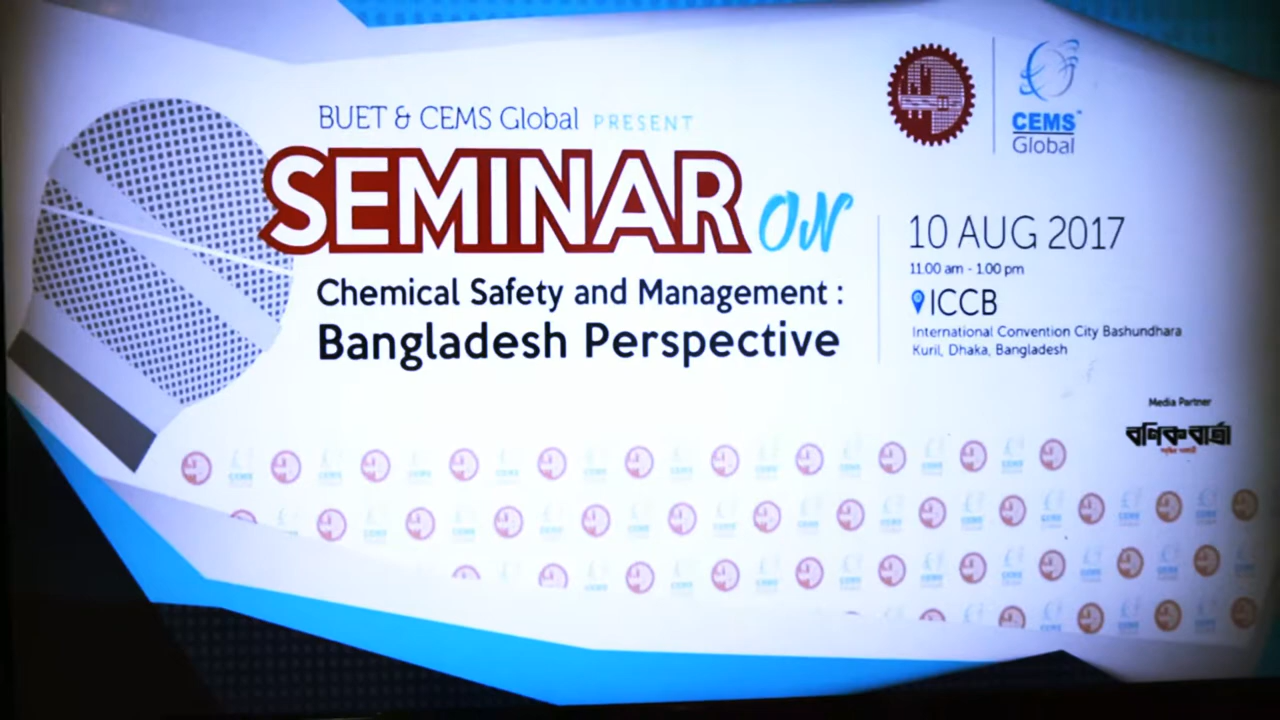 BUET & CEMS Global PRESENT
SEMINAR ON
Chemical Safety and Management :
Bangladesh Perspective
CEMS
Global
10 AUG 2017
11.00 am - 1.00 pm
ICCB
International Convention City Bashundhara
Kuril, Dhaka, Bangladesh
Media Partner
বণিক বার্তা